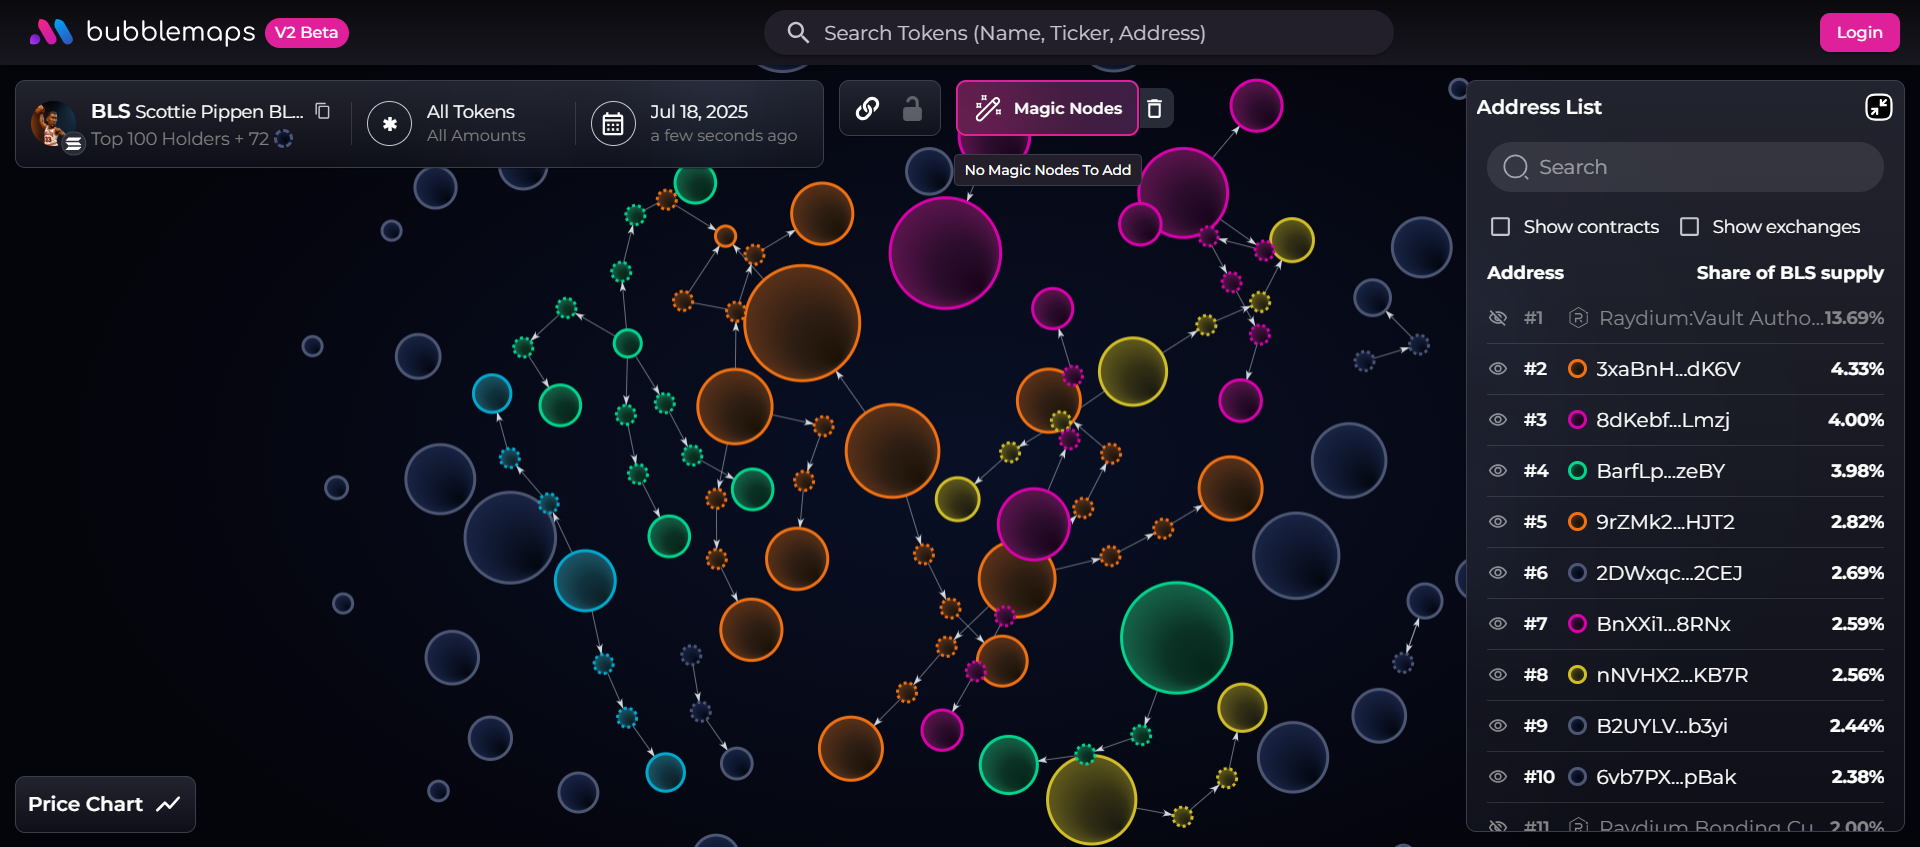 bubblemaps V2 Beta
Search Tokens (Name, Ticker, Address)
Login
BLS Scottie Pippen BL...
Top 100 Holders + 72
All Tokens
All Amounts
Jul 18, 2025
a few seconds ago
Magic Nodes
No Magic Nodes To Add
Address List
Search
Show contracts
Show exchanges
Address Share of BLS supply
#1 Raydium:Vault Autho... 13.69%
#2 3xaBnH...dK6V 4.33%
#3 8dKebf...Lmzj 4.00%
#4 BarfLp...zeBY 3.98%
#5 9rZMk2...HJT2 2.82%
#6 2DWxqc...2CEJ 2.69%
#7 BnXXi1...8RNx 2.59%
#8 nNVHX2...KB7R 2.56%
#9 B2UYLV...b3yi 2.44%
#10 6vb7PX...pBak 2.38%
#11 Raydium Bonding Cu... 2.00%
Price Chart